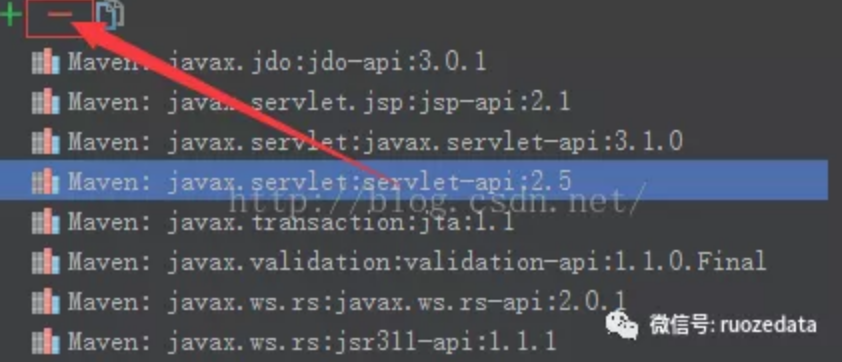 Maven: javax.jdo:jdo-api:3.0.1
Maven: javax.servlet.jsp:jsp-api:2.1
Maven: javax.servlet:javax.servlet-api:3.1.0
Maven: javax.servlet:servlet-api:2.5
http://blog.csdn.net/
Maven: javax.transaction:jta:1.1
Maven: javax.validation:validation-api:1.1.0.Final
Maven: javax.ws.rs:javax.ws.rs-api:2.0.1
微信号: ruozedata
Maven: javax.ws.rs:jsr311-api:1.1.1